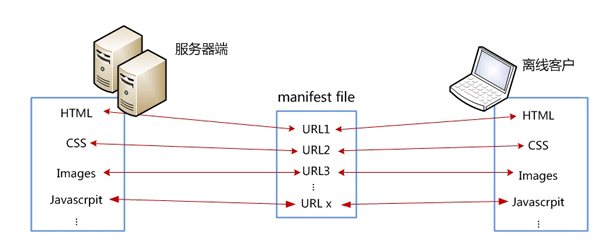 服务器端
离线客户
manifest file
HTML
CSS
Images
Javascrpit
⋮
URL1
URL2
URL3
⋮
URL x
HTML
CSS
Images
Javascript
⋮